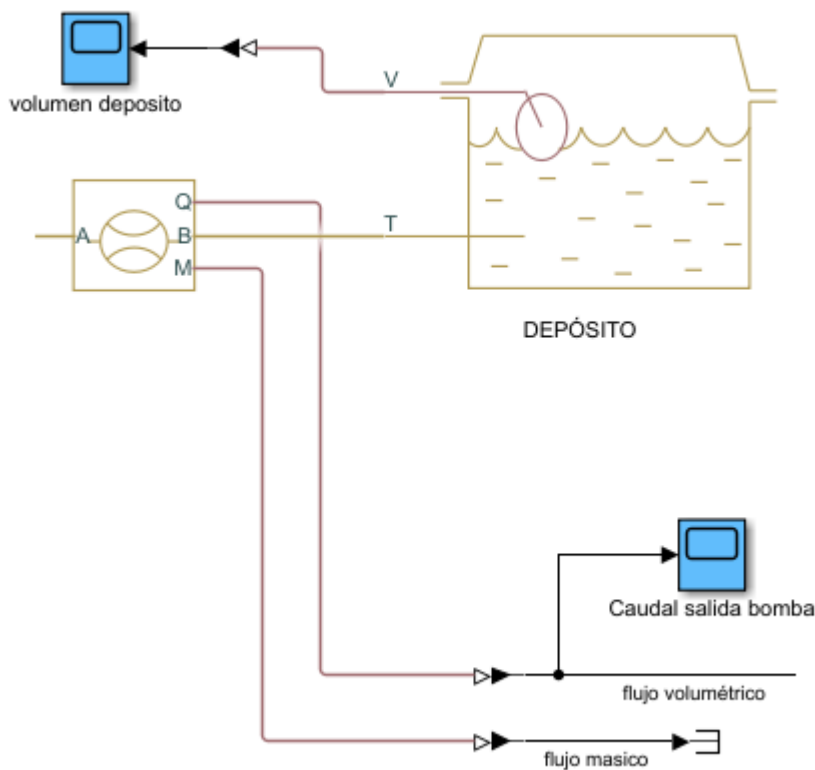 V
volumen deposito
Q
A
B
T
M
DEPÓSITO
Caudal salida bomba
flujo volumétrico
flujo masico